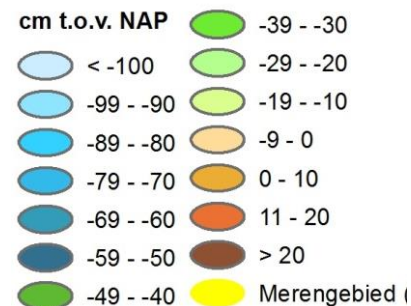 cm t.o.v. NAP
< -100
-99 - -90
-89 - -80
-79 - -70
-69 - -60
-59 - -50
-49 - -40
-39 - -30
-29 - -20
-19 - -10
-9 - 0
0 - 10
11 - 20
> 20
Merengebied (